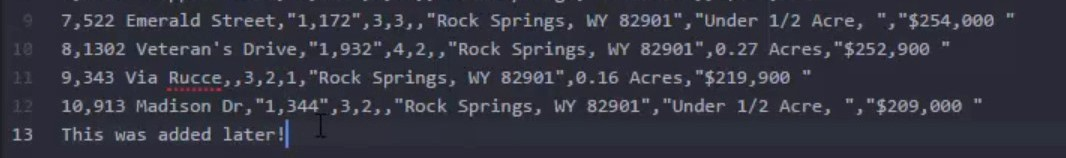 9 7,522 Emerald Street,"1,172",3,3,,"Rock Springs, WY 82901","Under 1/2 Acre, ","$254,000 "
10 8,1302 Veteran's Drive,"1,932",4,2,,"Rock Springs, WY 82901",0.27 Acres,"$252,900 "
11 9,343 Via Rucce,,3,2,1,"Rock Springs, WY 82901",0.16 Acres,"$219,900 "
12 10,913 Madison Dr,"1,344",3,2,,"Rock Springs, WY 82901","Under 1/2 Acre, ","$209,000 "
13 This was added later!